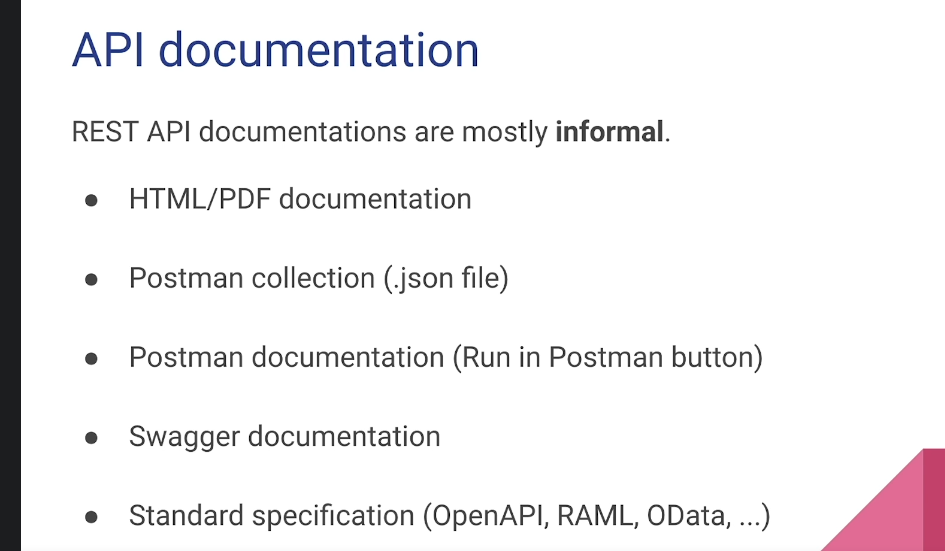 API documentation
REST API documentations are mostly informal.
● HTML/PDF documentation
● Postman collection (.json file)
● Postman documentation (Run in Postman button)
● Swagger documentation
● Standard specification (OpenAPI, RAML, OData, ...)